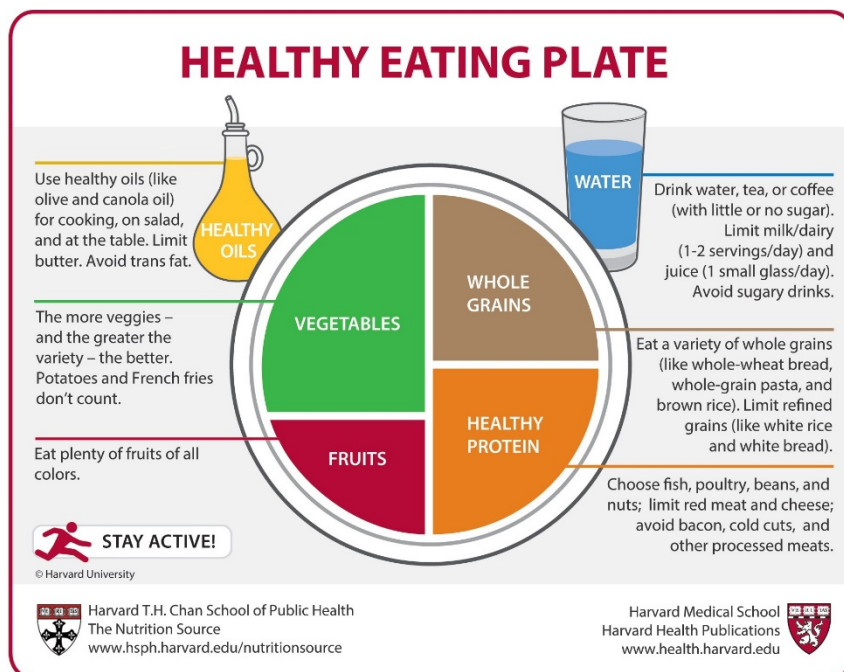 HEALTHY EATING PLATE
Use healthy oils (like
olive and canola oil)
for cooking, on salad,
and at the table. Limit
butter. Avoid trans fat.
HEALTHY
OILS
WATER
Drink water, tea, or coffee
(with little or no sugar).
Limit milk/dairy
(1-2 servings/day) and
juice (1 small glass/day).
Avoid sugary drinks.
The more veggies –
and the greater the
variety – the better.
Potatoes and French fries
don’t count.
VEGETABLES
WHOLE
GRAINS
Eat a variety of whole grains
(like whole-wheat bread,
whole-grain pasta, and
brown rice). Limit refined
grains (like white rice
and white bread).
Eat plenty of fruits of all
colors.
FRUITS
HEALTHY
PROTEIN
Choose fish, poultry, beans, and
nuts; limit red meat and cheese;
avoid bacon, cold cuts, and
other processed meats.
STAY ACTIVE!
© Harvard University
Harvard T.H. Chan School of Public Health
The Nutrition Source
www.hsph.harvard.edu/nutritionsource
Harvard Medical School
Harvard Health Publications
www.health.harvard.edu